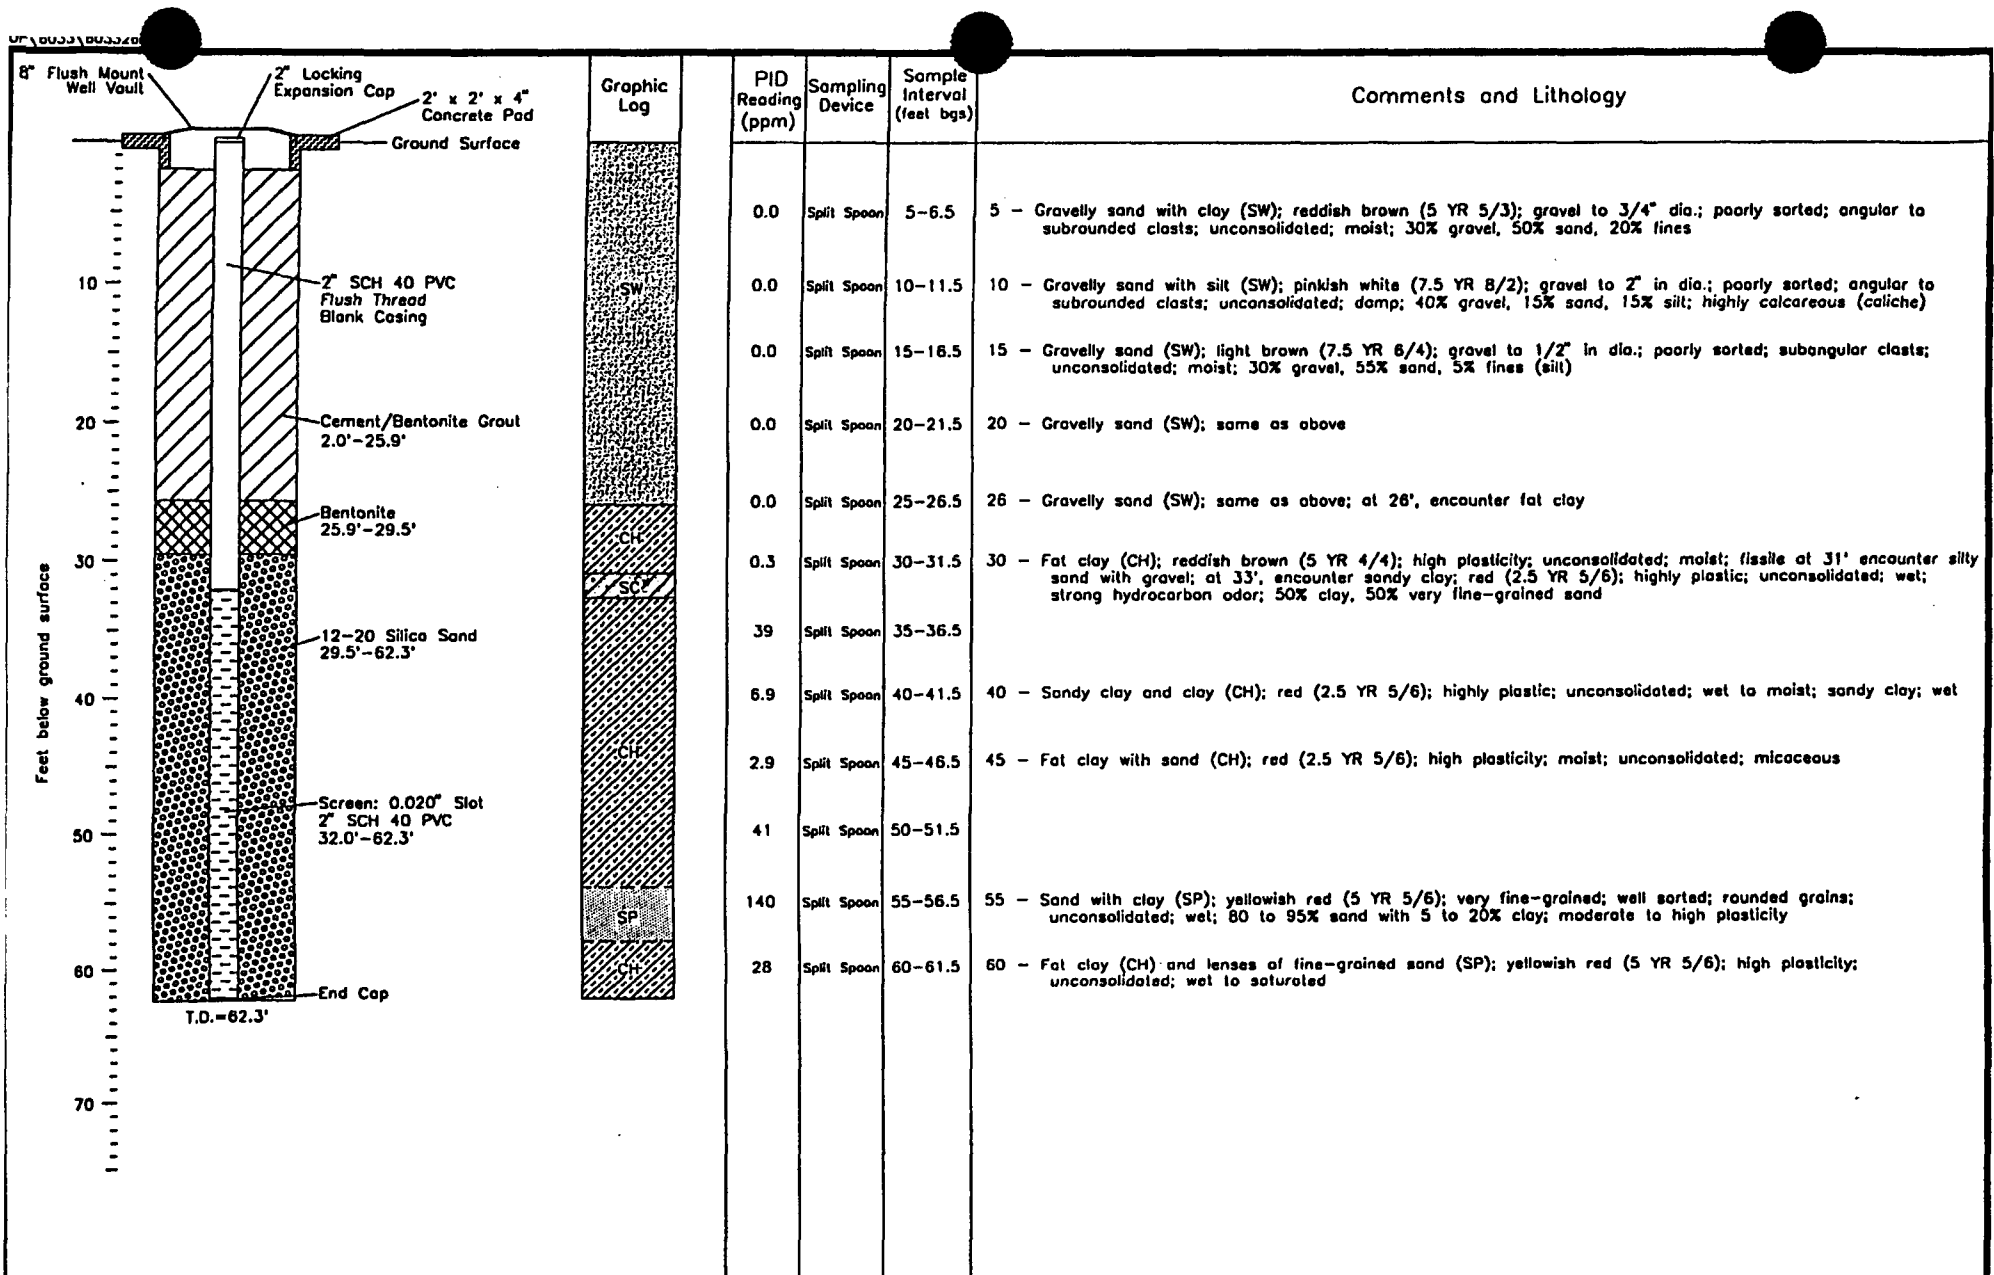 8" Flush Mount
Well Vault
2" Locking
Expansion Cap
2' x 2' x 4"
Concrete Pad
Ground Surface
Graphic
Log
PID
Reading
(ppm)
Sampling
Device
Sample
Interval
(feet bgs)
Comments and Lithology
0.0 Split Spoon 5-6.5 5 - Gravelly sand with clay (SW); reddish brown (5 YR 5/3); gravel to 3/4" dia.; poorly sorted; angular to
subrounded clasts; unconsolidated; moist; 30% gravel, 50% sand, 20% fines
10
2" SCH 40 PVC
Flush Thread
Blank Casing
SW
0.0 Split Spoon 10-11.5 10 - Gravelly sand with silt (SW); pinkish white (7.5 YR 8/2); gravel to 2" in dia.; poorly sorted; angular to
subrounded clasts; unconsolidated; damp; 40% gravel, 15% sand, 15% silt; highly calcareous (caliche)
0.0 Split Spoon 15-16.5 15 - Gravelly sand (SW); light brown (7.5 YR 6/4); gravel to 1/2" in dia.; poorly sorted; subangular clasts;
unconsolidated; moist; 30% gravel, 55% sand, 5% fines (silt)
20
Cement/Bentonite Grout
2.0'-25.9'
0.0 Split Spoon 20-21.5 20 - Gravelly sand (SW); same as above
Bentonite
25.9'-29.5'
0.0 Split Spoon 25-26.5 26 - Gravelly sand (SW); same as above; at 26', encounter fat clay
CH
30
0.3 Split Spoon 30-31.5 30 - Fat clay (CH); reddish brown (5 YR 4/4); high plasticity; unconsolidated; moist; fissile at 31' encounter silty
sand with gravel; at 33', encounter sandy clay; red (2.5 YR 5/6); highly plastic; unconsolidated; wet;
strong hydrocarbon odor; 50% clay, 50% very fine-grained sand
SC
Feet below ground surface
12-20 Silica Sand
29.5'-62.3'
39 Split Spoon 35-36.5
40
6.9 Split Spoon 40-41.5 40 - Sandy clay and clay (CH); red (2.5 YR 5/6); highly plastic; unconsolidated; wet to moist; sandy clay; wet
CH
2.9 Split Spoon 45-46.5 45 - Fat clay with sand (CH); red (2.5 YR 5/6); high plasticity; moist; unconsolidated; micaceous
Screen: 0.020" Slot
2" SCH 40 PVC
32.0'-62.3'
50
41 Split Spoon 50-51.5
140 Split Spoon 55-56.5 55 - Sand with clay (SP); yellowish red (5 YR 5/6); very fine-grained; well sorted; rounded grains;
unconsolidated; wet; 80 to 95% sand with 5 to 20% clay; moderate to high plasticity
SP
60
CH
28 Split Spoon 60-61.5 60 - Fat clay (CH) and lenses of fine-grained sand (SP); yellowish red (5 YR 5/6); high plasticity;
unconsolidated; wet to saturated
End Cap
T.D.=62.3'
70